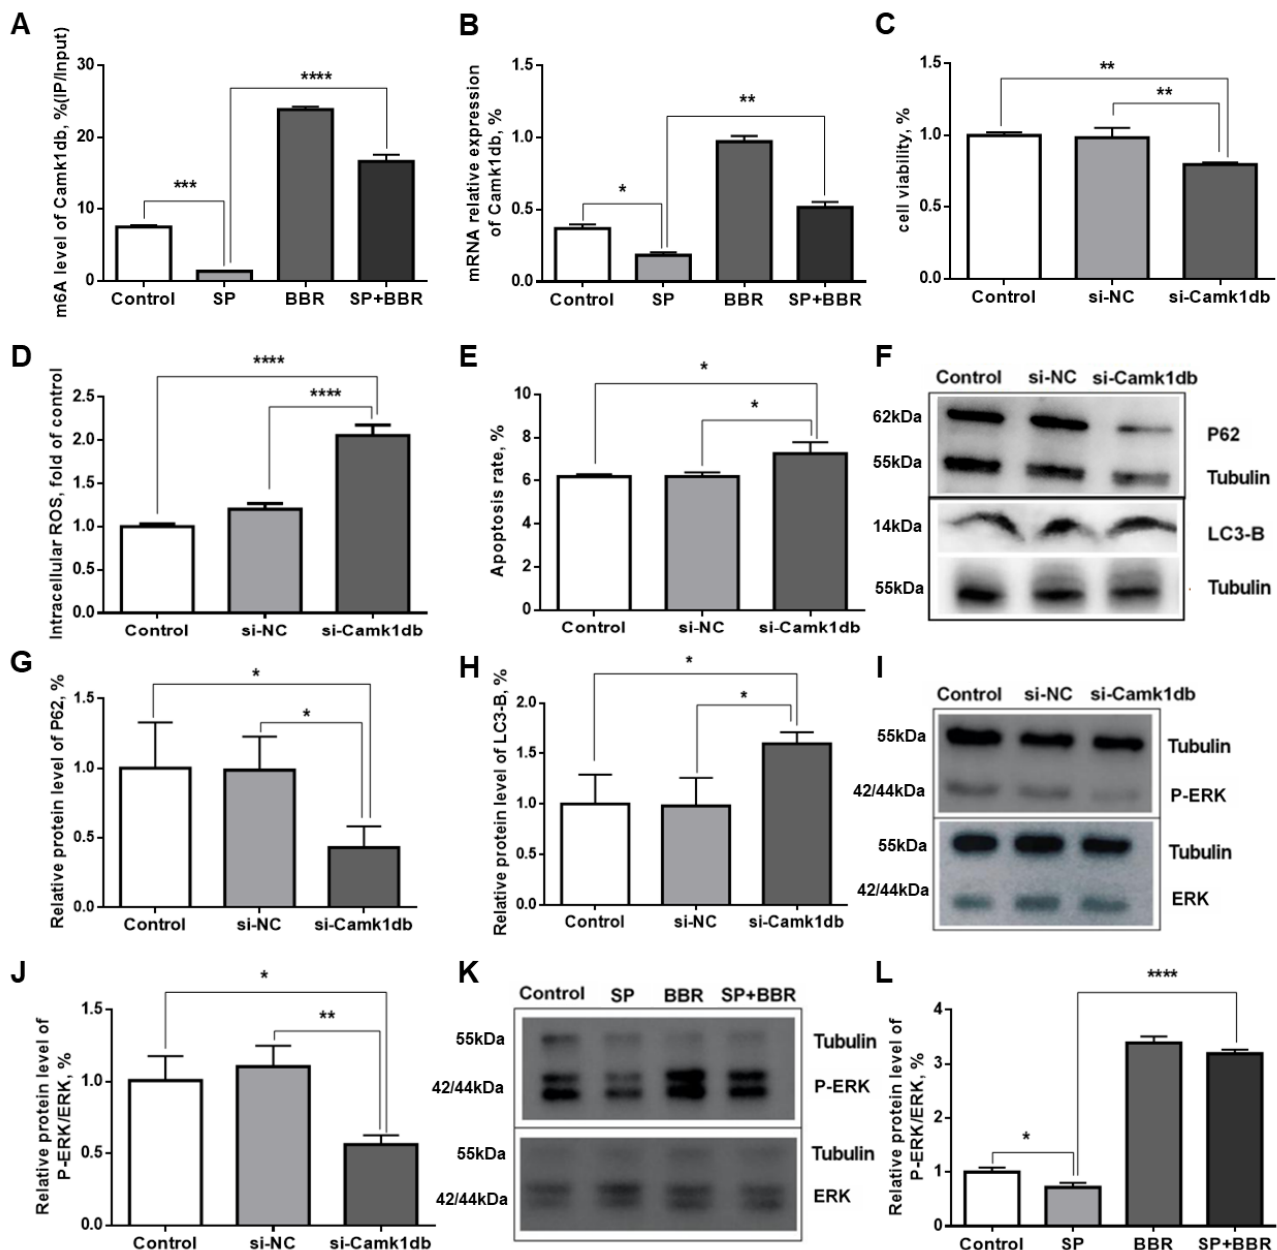 A
m6A level of Camk1db, %(IP/Input)
30
20
10
0
***
****
Control SP BBR SP+BBR
B
mRNA relative expression
of Camk1db, %
1.5
1.0
0.5
0.0
*
**
Control SP BBR SP+BBR
C
cell viability, %
1.5
1.0
0.5
0.0
**
**
Control si-NC si-Camk1db
D
Intracellular ROS, fold of control
2.5
2.0
1.5
1.0
0.5
0.0
****
****
Control si-NC si-Camk1db
E
Apoptosis rate, %
10
8
6
4
2
0
*
*
Control si-NC si-Camk1db
F
Control si-NC si-Camk1db
62kDa P62
55kDa Tubulin
14kDa LC3-B
55kDa Tubulin
G
Relative protein level of P62, %
1.5
1.0
0.5
0.0
*
*
Control si-NC si-Camk1db
H
Relative protein level of LC3-B, %
2.0
1.5
1.0
0.5
0.0
*
*
Control si-NC si-Camk1db
I
Control si-NC si-Camk1db
55kDa Tubulin
42/44kDa P-ERK
55kDa Tubulin
42/44kDa ERK
J
Relative protein level of
P-ERK/ERK, %
1.5
1.0
0.5
0.0
*
**
Control si-NC si-Camk1db
K
Control SP BBR SP+BBR
55kDa Tubulin
42/44kDa P-ERK
55kDa Tubulin
42/44kDa ERK
L
Relative protein level of
P-ERK/ERK, %
4
3
2
1
0
*
****
Control SP BBR SP+BBR